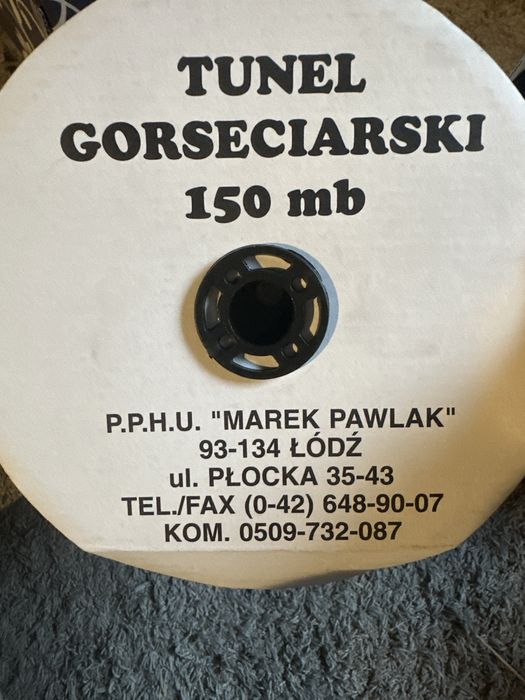 TUNEL
GORSECIARSKI
150 mb
P.P.H.U. "MAREK PAWLAK"
93-134 ŁÓDŹ
ul. PŁOCKA 35-43
TEL./FAX (0-42) 648-90-07
KOM. 0509-732-087